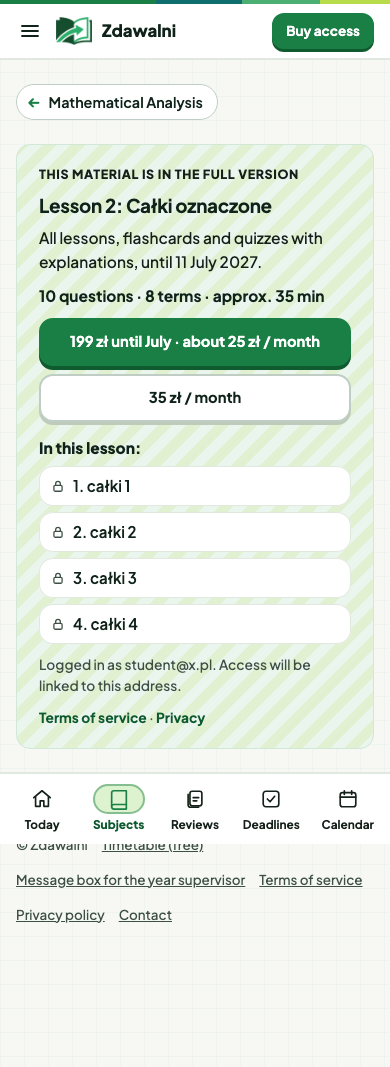 Zdawalni
Buy access
← Mathematical Analysis
THIS MATERIAL IS IN THE FULL VERSION
Lesson 2: Całki oznaczone
All lessons, flashcards and quizzes with
explanations, until 11 July 2027.
10 questions · 8 terms · approx. 35 min
199 zł until July · about 25 zł / month
35 zł / month
In this lesson:
1. całki 1
2. całki 2
3. całki 3
4. całki 4
Logged in as student@x.pl. Access will be
linked to this address.
Terms of service · Privacy
Today Subjects Reviews Deadlines Calendar
© Zdawalni Timetable (free)
Message box for the year supervisor Terms of service
Privacy policy Contact